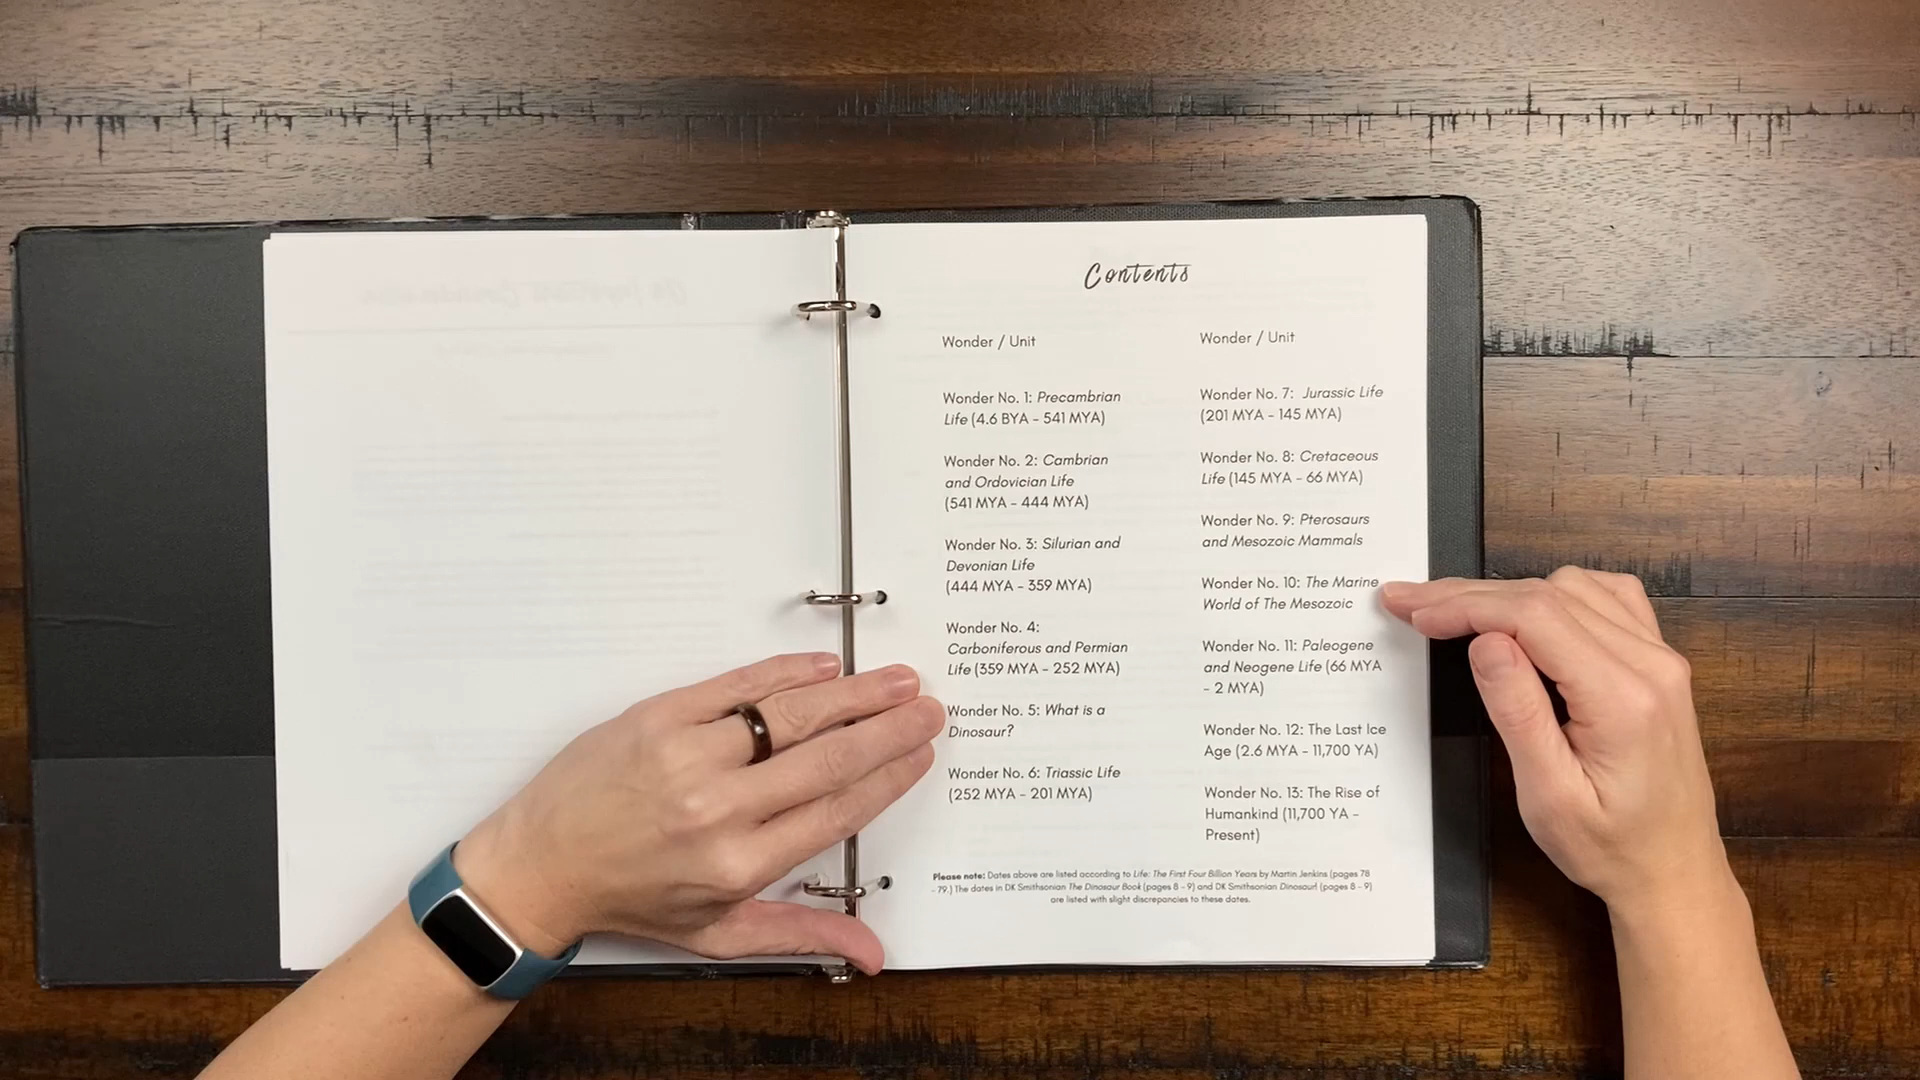 Contents
Wonder / Unit
Wonder No. 1: Precambrian
Life (4.6 BYA - 541 MYA)
Wonder No. 2: Cambrian
and Ordovician Life
(541 MYA - 444 MYA)
Wonder No. 3: Silurian and
Devonian Life
(444 MYA - 359 MYA)
Wonder No. 4:
Carboniferous and Permian
Life (359 MYA - 252 MYA)
Wonder No. 5: What is a
Dinosaur?
Wonder No. 6: Triassic Life
(252 MYA - 201 MYA)
Wonder / Unit
Wonder No. 7: Jurassic Life
(201 MYA - 145 MYA)
Wonder No. 8: Cretaceous
Life (145 MYA - 66 MYA)
Wonder No. 9: Pterosaurs
and Mesozoic Mammals
Wonder No. 10: The Marine
World of The Mesozoic
Wonder No. 11: Paleogene
and Neogene Life (66 MYA
- 2 MYA)
Wonder No. 12: The Last Ice
Age (2.6 MYA - 11,700 YA)
Wonder No. 13: The Rise of
Humankind (11,700 YA -
Present)
Please note: Dates above are listed according to Life: The First Four Billion Years by Martin Jenkins (pages 78
- 79.) The dates in DK Smithsonian The Dinosaur Book (pages 8 - 9) and DK Smithsonian Dinosaur! (pages 8 - 9)
are listed with slight discrepancies to these dates.